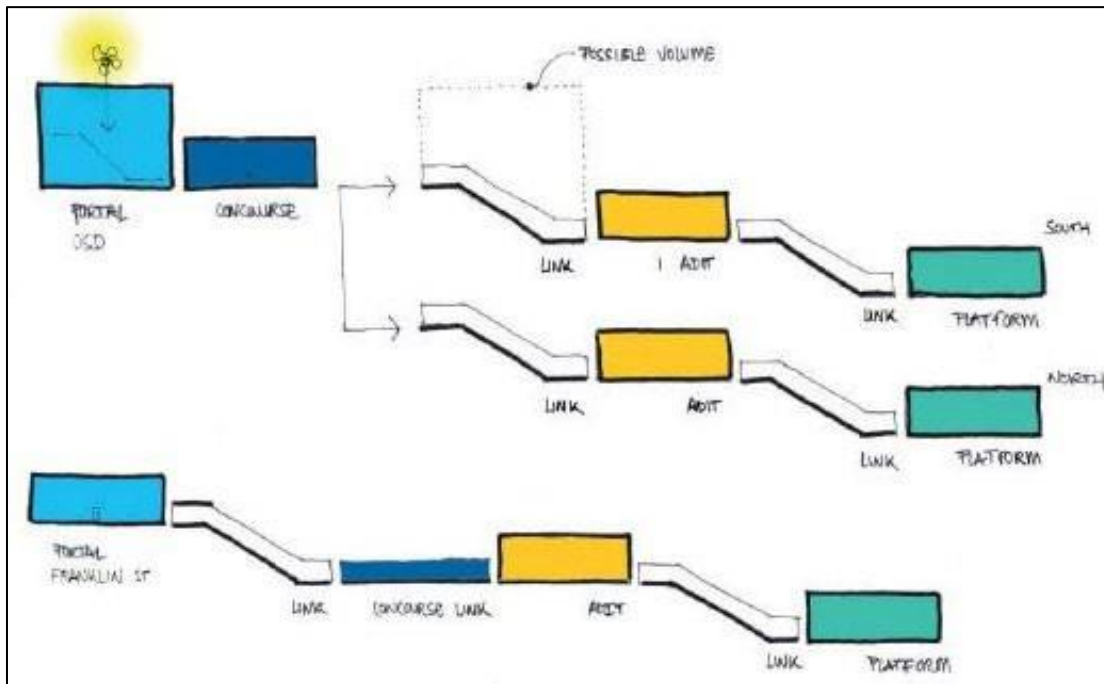 POSSIBLE VOLUME
PORTAL
OSD
CONCOURSE
LINK
1 ADIT
SOUTH
LINK
PLATFORM
LINK
ADIT
NORTH
LINK
PLATFORM
PORTAL
FRANKLIN ST
LINK
CONCOURSE LINK
ADIT
LINK
PLATFORM